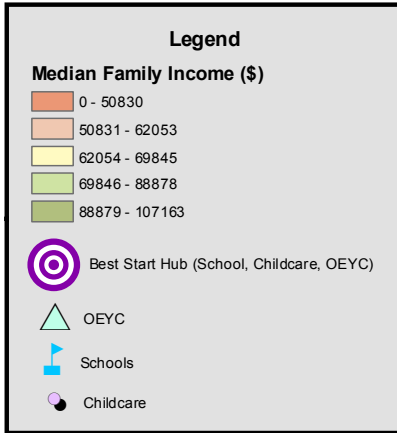 Legend
Median Family Income ($)
0 - 50830
50831 - 62053
62054 - 69845
69846 - 88878
88879 - 107163
Best Start Hub (School, Childcare, OEYC)
OEYC
Schools
Childcare